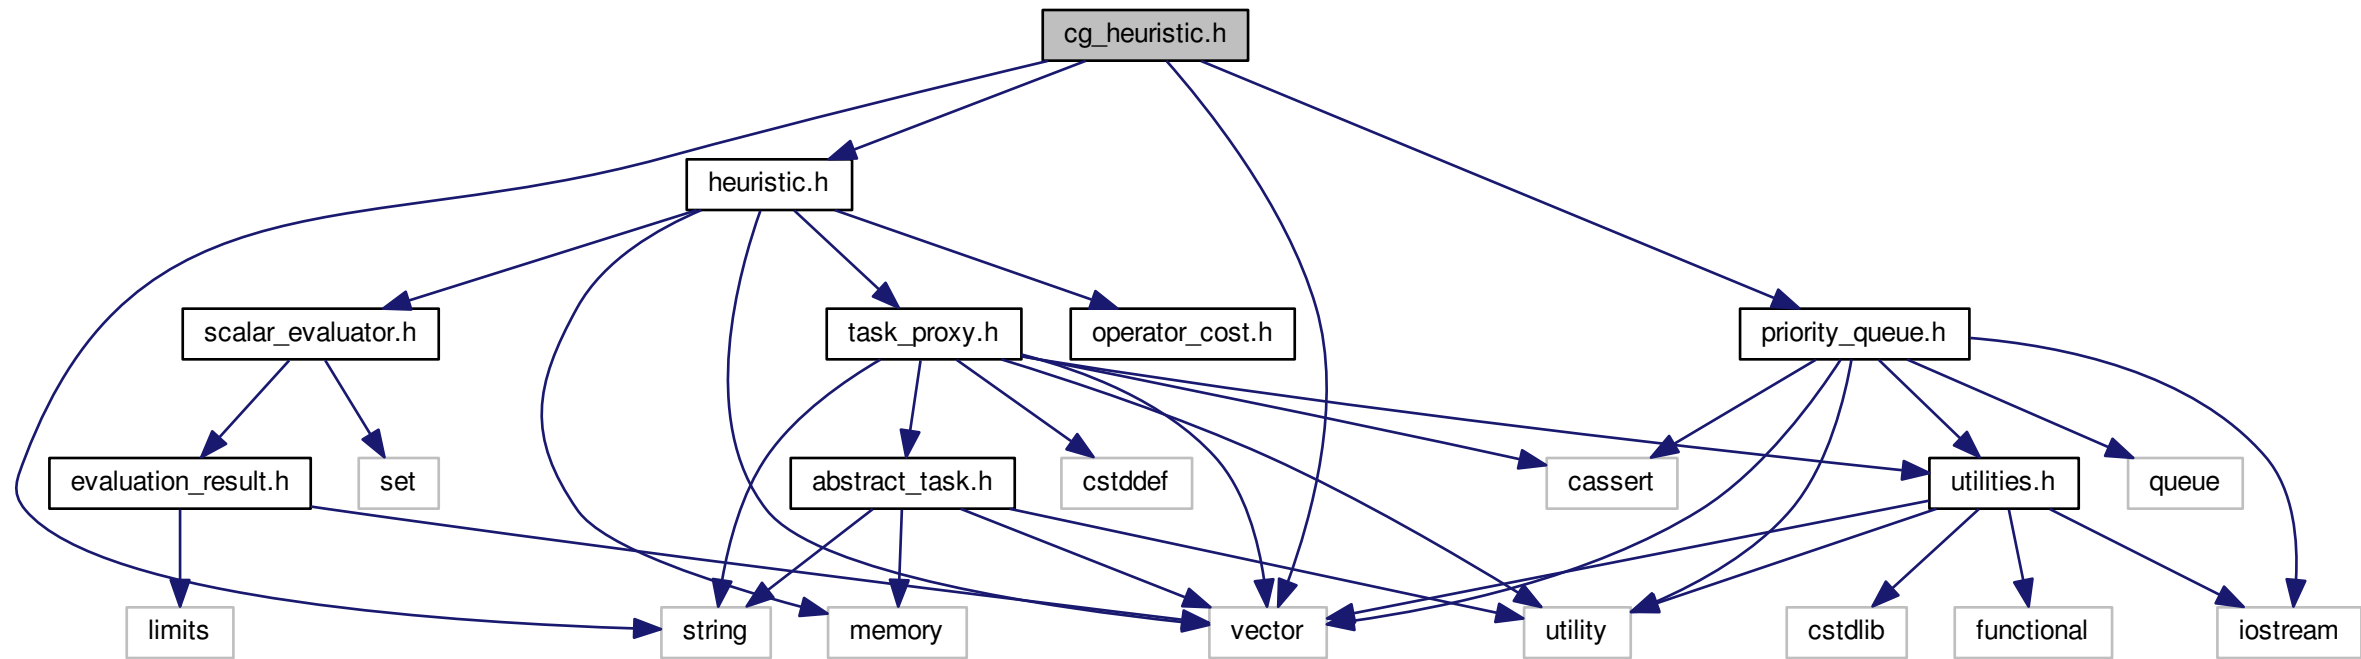 cg_heuristic.h
heuristic.h
scalar_evaluator.h
task_proxy.h
operator_cost.h
priority_queue.h
evaluation_result.h
set
abstract_task.h
cstddef
cassert
utilities.h
queue
limits
string
memory
vector
utility
cstdlib
functional
iostream